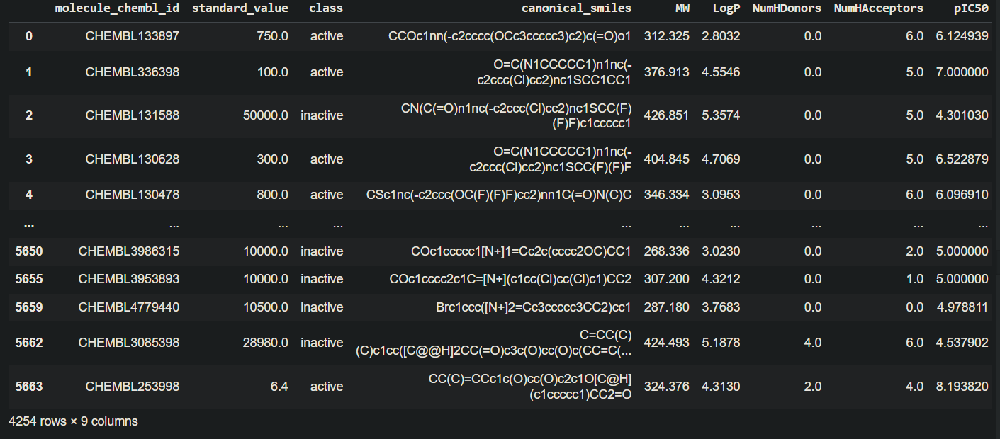 molecule_chembl_id standard_value class canonical_smiles MW LogP NumHDonors NumHAcceptors pIC50
0 CHEMBL133897 750.0 active CCOc1nn(-c2cccc(OCc3ccccc3)c2)c(=O)o1 312.325 2.8032 0.0 6.0 6.124939
O=C(N1CCCCC1)n1nc(-
1 CHEMBL336398 100.0 active c2ccc(Cl)cc2)nc1SCC1CC1 376.913 4.5546 0.0 5.0 7.000000
CN(C(=O)n1nc(-c2ccc(Cl)cc2)nc1SCC(F)
2 CHEMBL131588 50000.0 inactive (F)F)c1ccccc1 426.851 5.3574 0.0 5.0 4.301030
O=C(N1CCCCC1)n1nc(-
3 CHEMBL130628 300.0 active c2ccc(Cl)cc2)nc1SCC(F)(F)F 404.845 4.7069 0.0 5.0 6.522879
4 CHEMBL130478 800.0 active CSc1nc(-c2ccc(OC(F)(F)F)cc2)nn1C(=O)N(C)C 346.334 3.0953 0.0 6.0 6.096910
... ... ... ... ... ... ... ... ... ...
5650 CHEMBL3986315 10000.0 inactive COc1ccccc1[N+]1=Cc2c(cccc2OC)CC1 268.336 3.0230 0.0 2.0 5.000000
5655 CHEMBL3953893 10000.0 inactive COc1cccc2c1C=[N+](c1cc(Cl)cc(Cl)c1)CC2 307.200 4.3212 0.0 1.0 5.000000
5659 CHEMBL4779440 10500.0 inactive Brc1ccc([N+]2=Cc3ccccc3CC2)cc1 287.180 3.7683 0.0 0.0 4.978811
C=CC(C)
5662 CHEMBL3085398 28980.0 inactive (C)c1cc([C@@H]2CC(=O)c3c(O)cc(O)c(CC=C(... 424.493 5.1878 4.0 6.0 4.537902
CC(C)=CCc1c(O)cc(O)c2c1O[C@H]
5663 CHEMBL253998 6.4 active (c1ccccc1)CC2=O 324.376 4.3130 2.0 4.0 8.193820
4254 rows × 9 columns